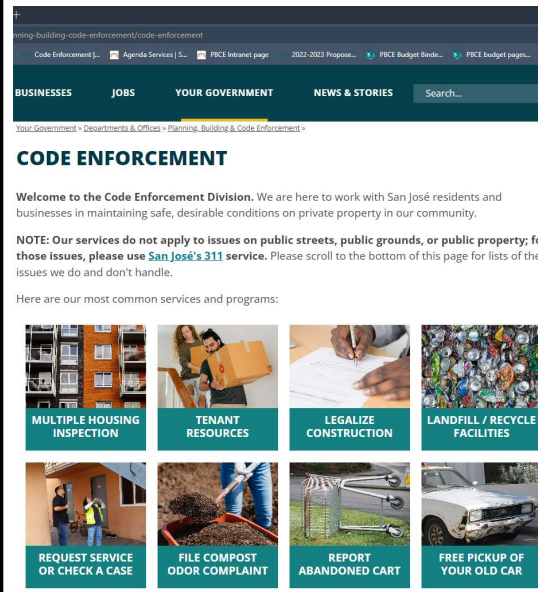 +
nning-building-code-enforcement/code-enforcement
Code Enforcement [... Agenda Services | S... PBCE Intranet page 2022-2023 Propose... PBCE Budget Binde... PBCE budget pages...
BUSINESSES JOBS YOUR GOVERNMENT NEWS & STORIES Search...
Your Government » Departments & Offices » Planning, Building & Code Enforcement »
CODE ENFORCEMENT
Welcome to the Code Enforcement Division. We are here to work with San José residents and
businesses in maintaining safe, desirable conditions on private property in our community.
NOTE: Our services do not apply to issues on public streets, public grounds, or public property; fo
those issues, please use San José's 311 service. Please scroll to the bottom of this page for lists of the
issues we do and don't handle.
Here are our most common services and programs:
MULTIPLE HOUSING
INSPECTION
TENANT
RESOURCES
LEGALIZE
CONSTRUCTION
LANDFILL / RECYCLE
FACILITIES
REQUEST SERVICE
OR CHECK A CASE
FILE COMPOST
ODOR COMPLAINT
REPORT
ABANDONED CART
FREE PICKUP OF
YOUR OLD CAR